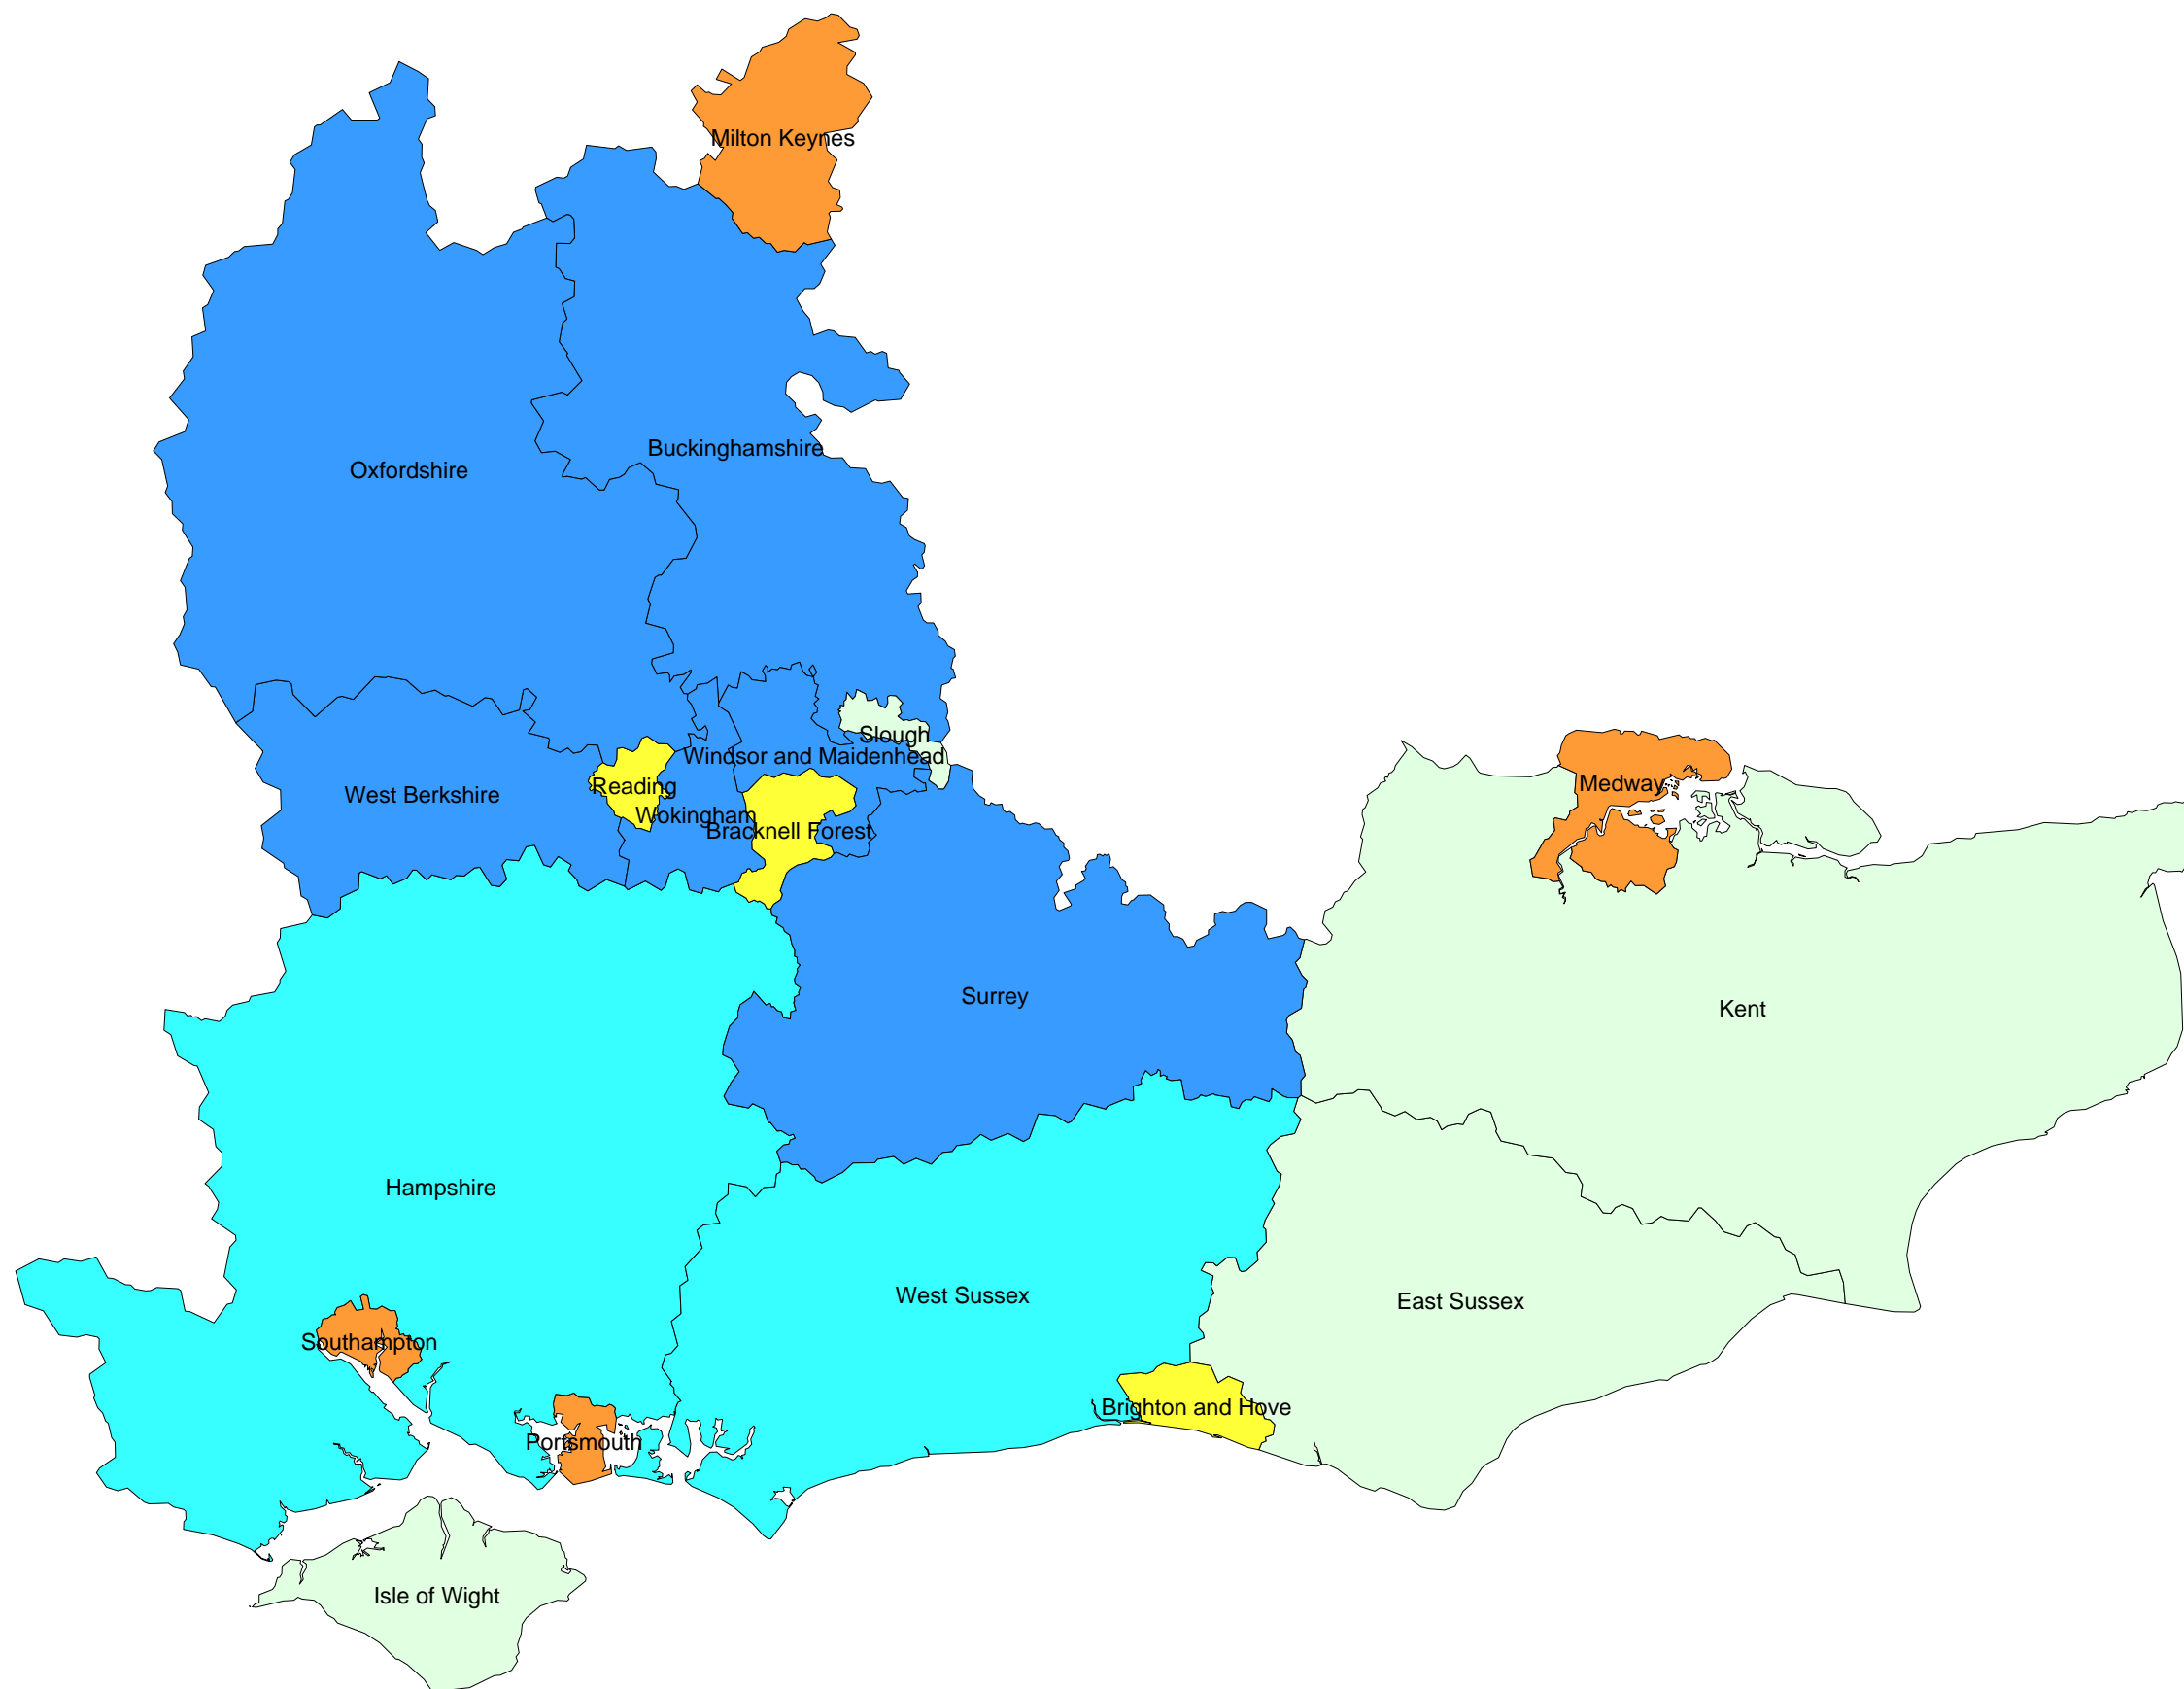 Milton Keynes
Buckinghamshire
Oxfordshire
Slough
Windsor and Maidenhead
Medway
Reading
West Berkshire
Wokingham
Bracknell Forest
Surrey
Kent
Hampshire
West Sussex
East Sussex
Southampton
Brighton and Hove
Portsmouth
Isle of Wight